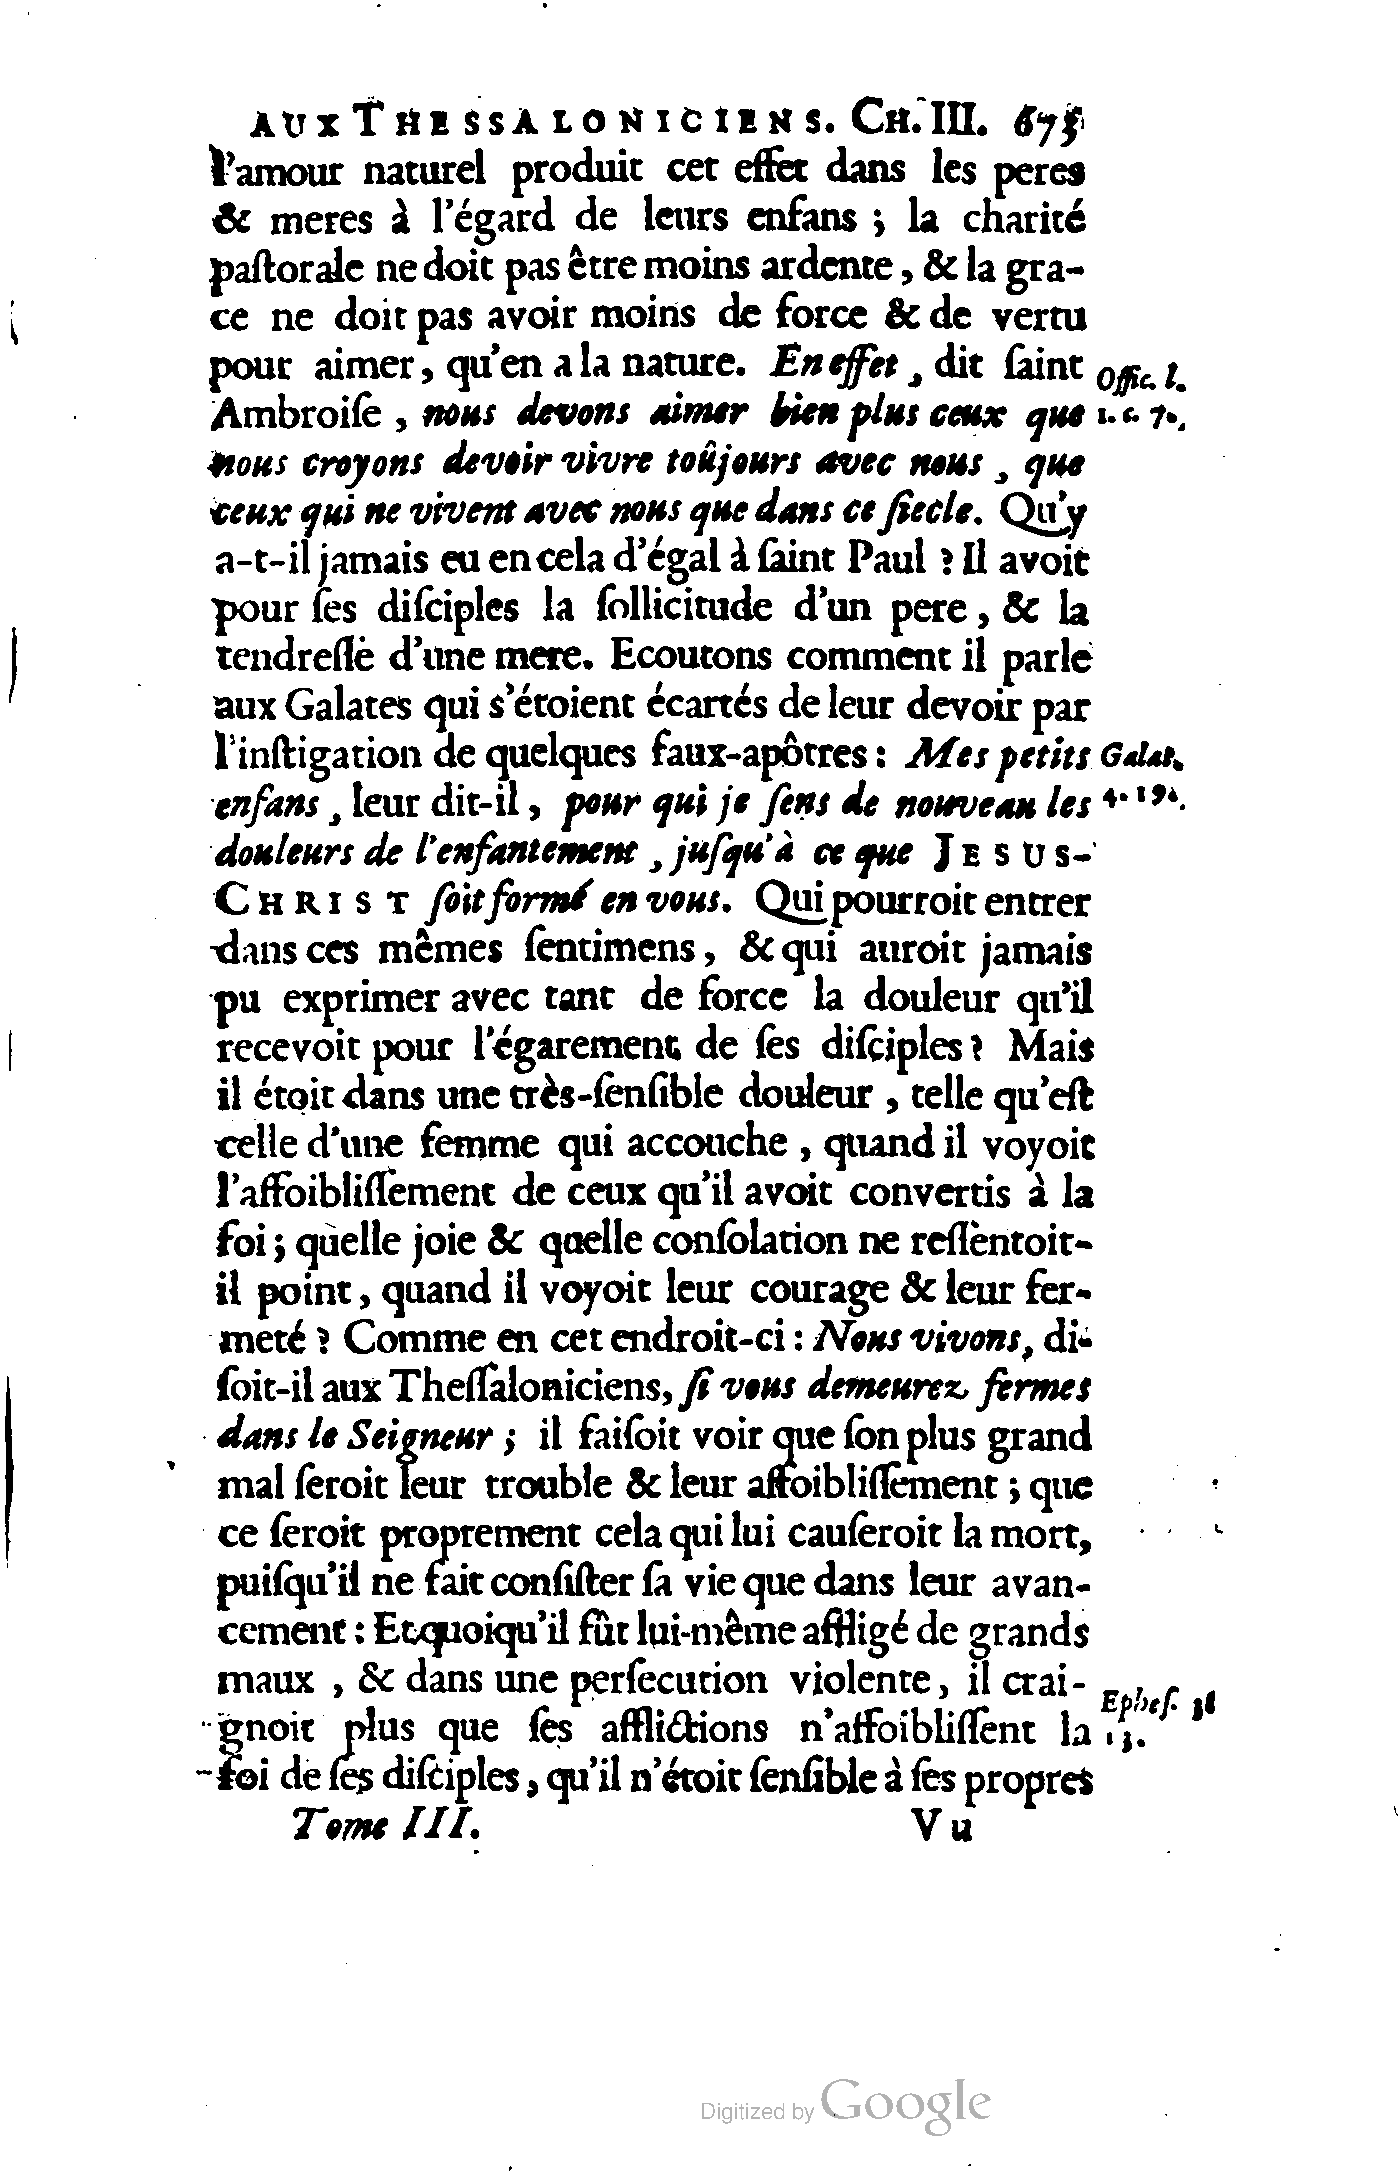 AUX THESSALONICIENS. CH. III. 673
l'amour naturel produit cet effet dans les peres
& meres à l'égard de leurs enfans ; la charité
paſtorale ne doit pas être moins ardente, & la gra-
ce ne doit pas avoir moins de force & de vertu
pour aimer, qu'en a la nature. En effet, dit ſaint
Offic. l.
Ambroiſe, nous devons aimer bien plus ceux que
1. c. 7.
nous croyons devoir vivre toûjours avec nous, que
ceux qui ne vivent avec nous que dans ce ſiecle. Qu'y
a-t-il jamais eu en cela d'égal à ſaint Paul ? Il avoit
pour ſes diſciples la ſollicitude d'un pere, & la
tendreſſe d'une mere. Ecoutons comment il parle
aux Galates qui s'étoient écartés de leur devoir par
l'inſtigation de quelques faux-apôtres : Mes petits
Galat.
enfans, leur dit-il, pour qui je ſens de nouveau les
4. 19.
douleurs de l'enfantement, juſqu'à ce que JESUS-
CHRIST ſoit formé en vous. Qui pourroit entrer
dans ces mêmes ſentimens, & qui auroit jamais
pu exprimer avec tant de force la douleur qu'il
recevoit pour l'égarement de ſes diſciples ? Mais
il étoit dans une très-ſenſible douleur, telle qu'eſt
celle d'une femme qui accouche, quand il voyoit
l'affoibliſſement de ceux qu'il avoit convertis à la
foi ; quelle joie & quelle conſolation ne reſſentoit-
il point, quand il voyoit leur courage & leur fer-
meté ? Comme en cet endroit-ci : Nous vivons, di-
ſoit-il aux Theſſaloniciens, ſi vous demeurez fermes
dans le Seigneur ; il faiſoit voir que ſon plus grand
mal ſeroit leur trouble & leur affoibliſſement ; que
ce ſeroit proprement cela qui lui cauſeroit la mort,
puiſqu'il ne fait conſiſter ſa vie que dans leur avan-
cement : Et quoiqu'il fût lui-même affligé de grands
maux, & dans une perſecution violente, il crai-
Epheſ. 3.
gnoit plus que ſes afflictions n'affoibliſſent la
13.
foi de ſes diſciples, qu'il n'étoit ſenſible à ſes propres
Tome III. Vu
Digitized by Google